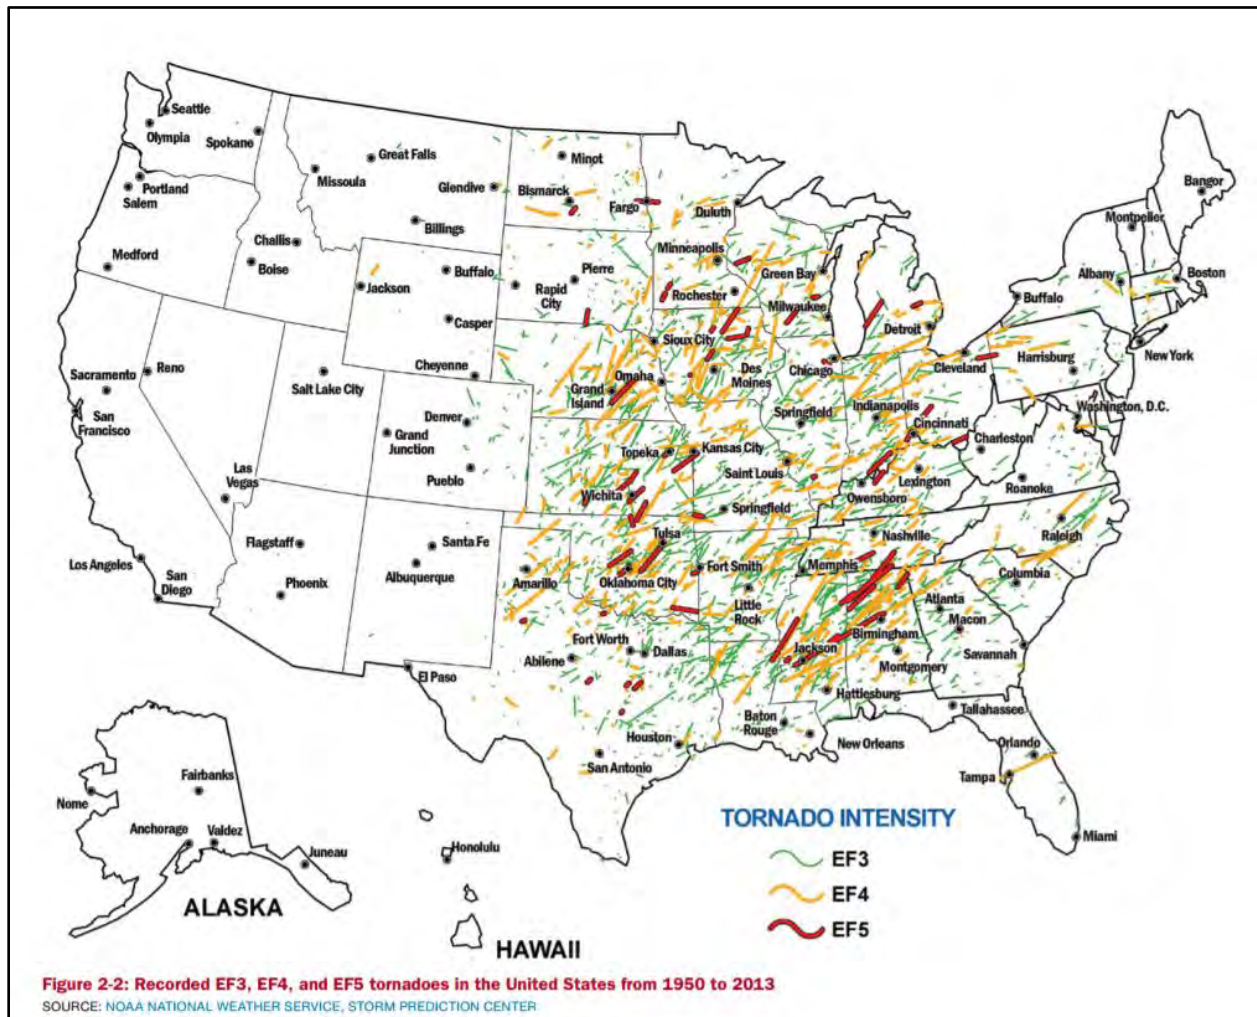 Seattle
Olympia
Spokane
Great Falls
Missoula
Glendive
Minot
Bismarck
Fargo
Duluth
Bangor
Montpelier
Portland
Salem
Billings
Medford
Challis
Boise
Buffalo
Jackson
Casper
Cheyenne
Pierre
Rapid
City
Minneapolis
Green Bay
Rochester
Milwaukee
Albany
Boston
Buffalo
Detroit
Sioux City
New York
Harrisburg
Cleveland
Chicago
Des
Moines
Omaha
Grand
Island
Reno
Sacramento
San
Francisco
Salt Lake City
Denver
Grand
Junction
Pueblo
Las
Vegas
Springfield
Indianapolis
Cincinnati
Washington, D.C.
Charleston
Topeka
Kansas City
Saint Louis
Lexington
Owensboro
Roanoke
Wichita
Springfield
Nashville
Raleigh
Tulsa
Flagstaff
Santa Fe
Albuquerque
Los Angeles
San
Diego
Phoenix
Amarillo
Oklahoma City
Fort Smith
Memphis
Columbia
Little
Rock
Atlanta
Macon
Birmingham
Fort Worth
Dallas
Jackson
Savannah
Abilene
Montgomery
El Paso
Hattiesburg
Tallahassee
Baton
Rouge
New Orleans
Houston
San Antonio
Orlando
Tampa
Miami
Fairbanks
Nome
Anchorage
Valdez
Juneau
Honolulu
ALASKA
HAWAII
TORNADO INTENSITY
EF3
EF4
EF5
Figure 2-2: Recorded EF3, EF4, and EF5 tornadoes in the United States from 1950 to 2013
SOURCE: NOAA NATIONAL WEATHER SERVICE, STORM PREDICTION CENTER